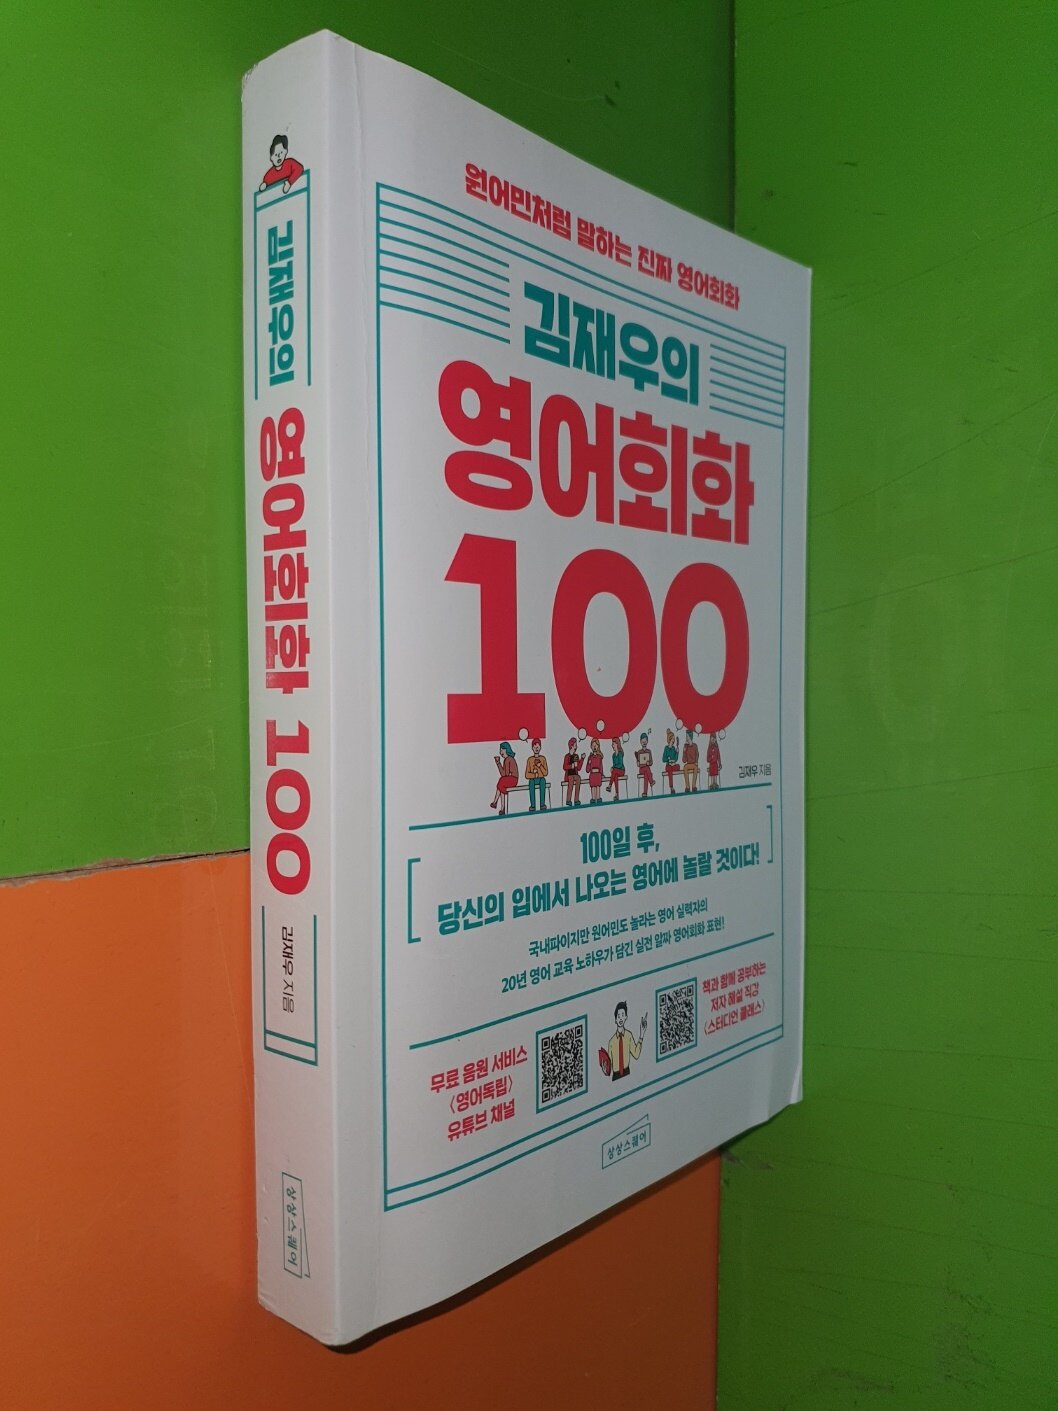 김재우의 영어회화 100
김재우 지음
상상스퀘어
원어민처럼 말하는 진짜 영어회화
김재우의
영어회화
100
김재우 지음
100일 후,
당신의 입에서 나오는 영어에 놀랄 것이다!
국내파이지만 원어민도 놀라는 영어 실력자의
20년 영어 교육 노하우가 담긴 실전 알짜 영어회화 표현!
무료 음원 서비스
〈영어독립〉
유튜브 채널
책과 함께 공부하는
저자 해설 직강
〈스터디언 클래스〉
상상스퀘어